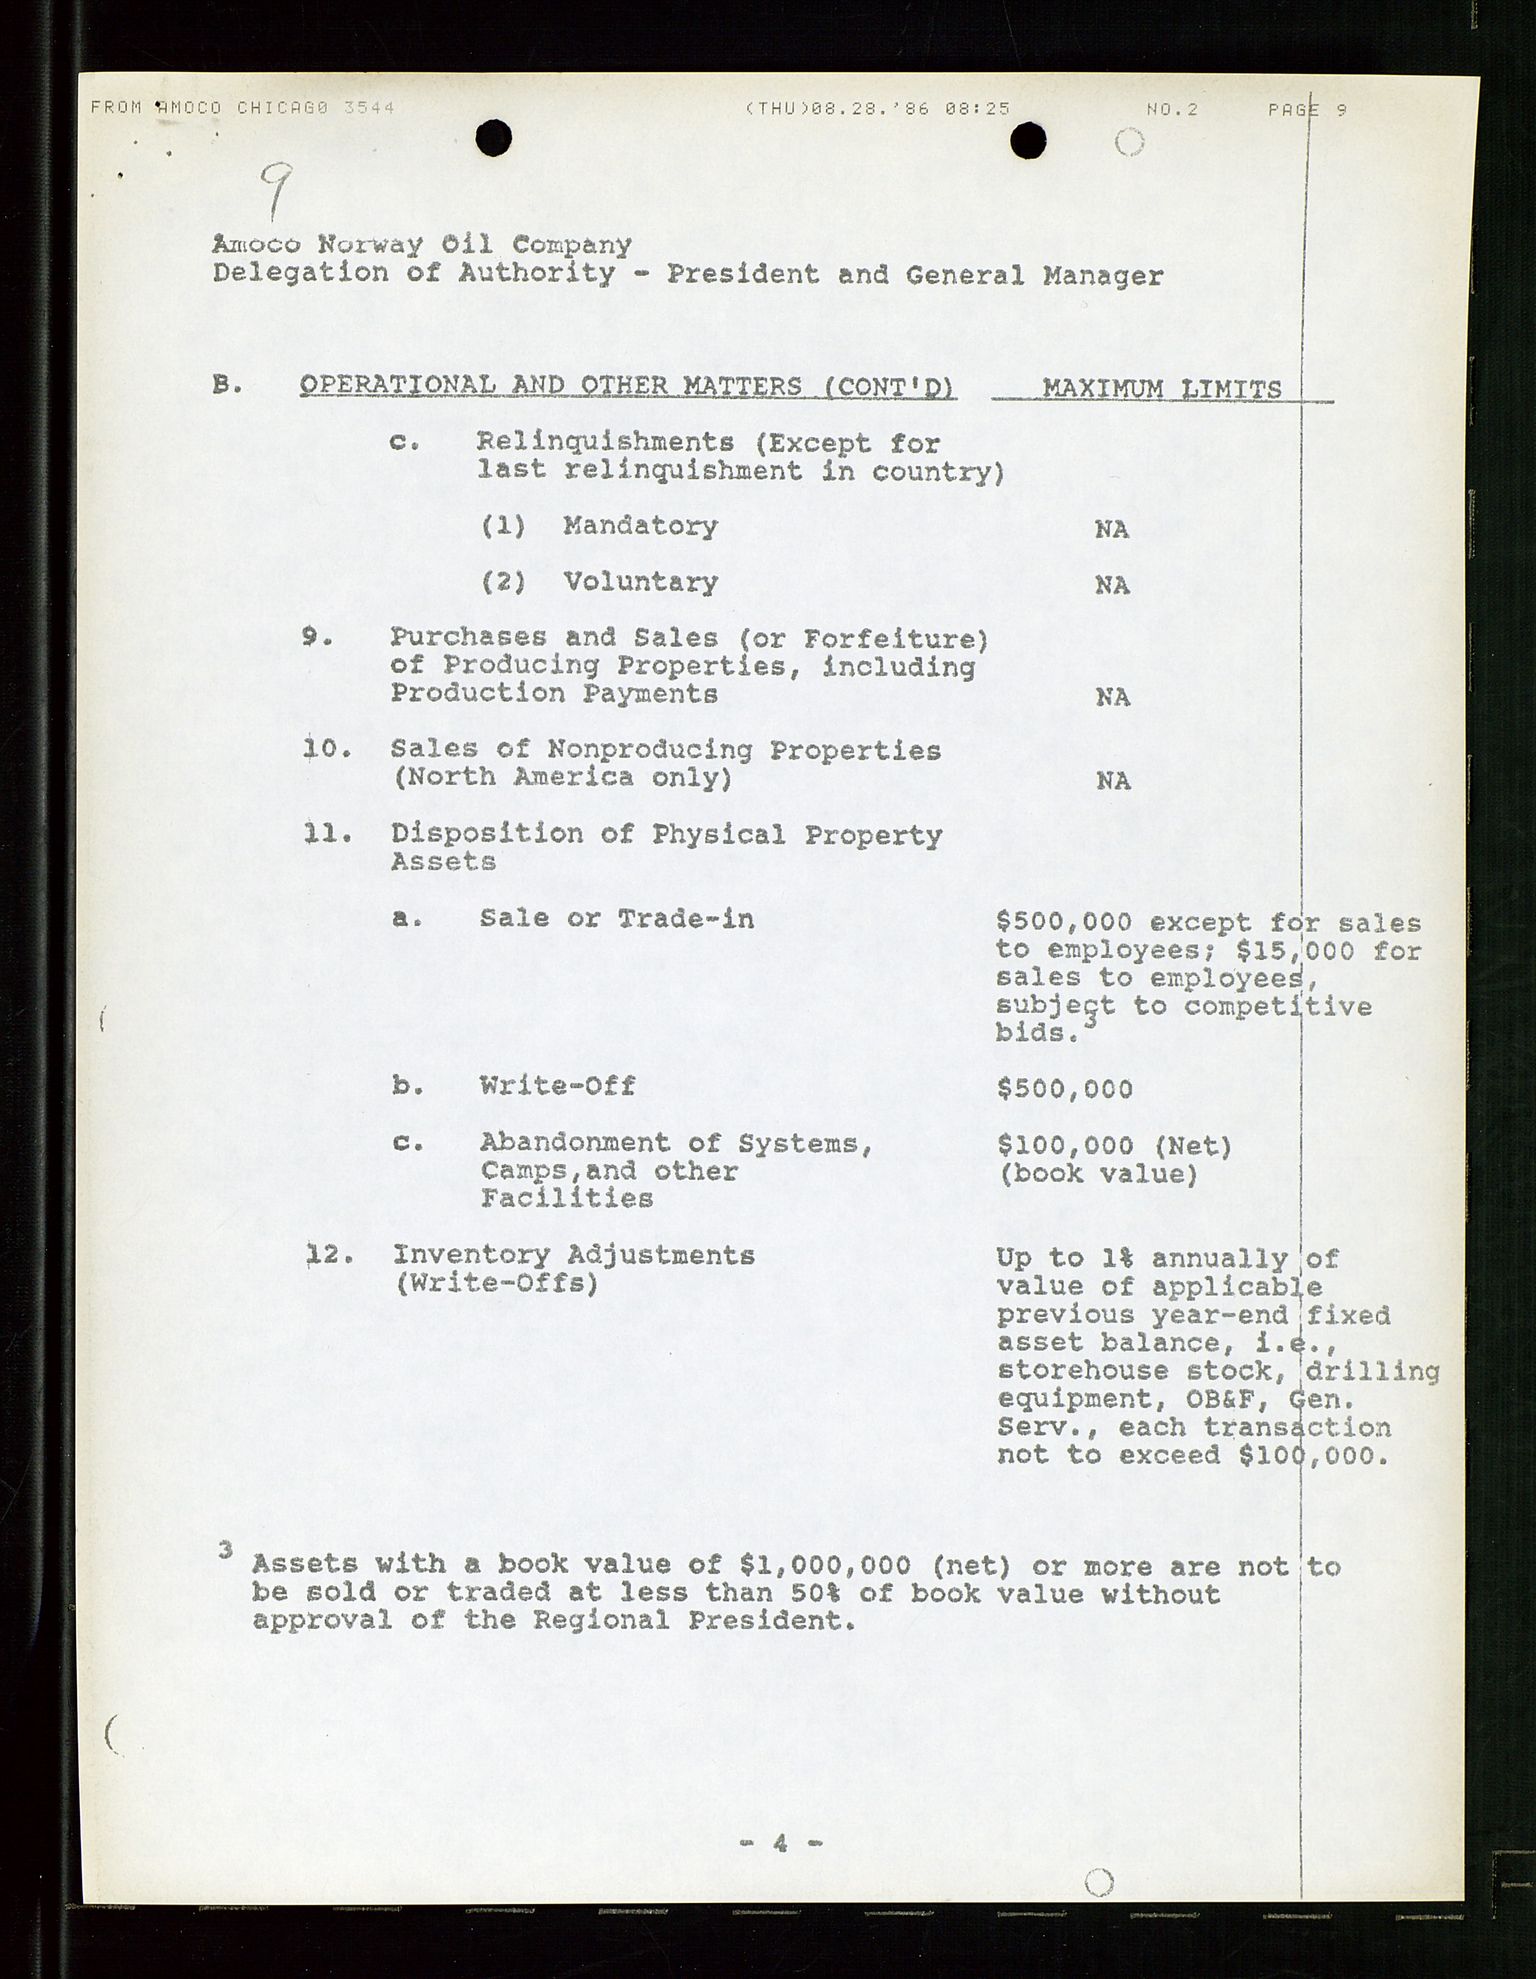 FROM AMOCO CHICAGO 3544 (THU)08.28.'86 08:25 NO.2 PAGE 9
9
Amoco Norway Oil Company
Delegation of Authority - President and General Manager
B. OPERATIONAL AND OTHER MATTERS (CONT'D) MAXIMUM LIMITS
c. Relinquishments (Except for
last relinquishment in country)
(1) Mandatory NA
(2) Voluntary NA
9. Purchases and Sales (or Forfeiture)
of Producing Properties, including
Production Payments NA
10. Sales of Nonproducing Properties
(North America only) NA
11. Disposition of Physical Property
Assets
a. Sale or Trade-in $500,000 except for sales
to employees; $15,000 for
sales to employees,
subject to competitive
bids.3
b. Write-Off $500,000
c. Abandonment of Systems, $100,000 (Net)
Camps,and other (book value)
Facilities
12. Inventory Adjustments Up to 1% annually of
(Write-Offs) value of applicable
previous year-end fixed
asset balance, i.e.,
storehouse stock, drilling
equipment, OB&F, Gen.
Serv., each transaction
not to exceed $100,000.
3 Assets with a book value of $1,000,000 (net) or more are not to
be sold or traded at less than 50% of book value without
approval of the Regional President.
- 4 -